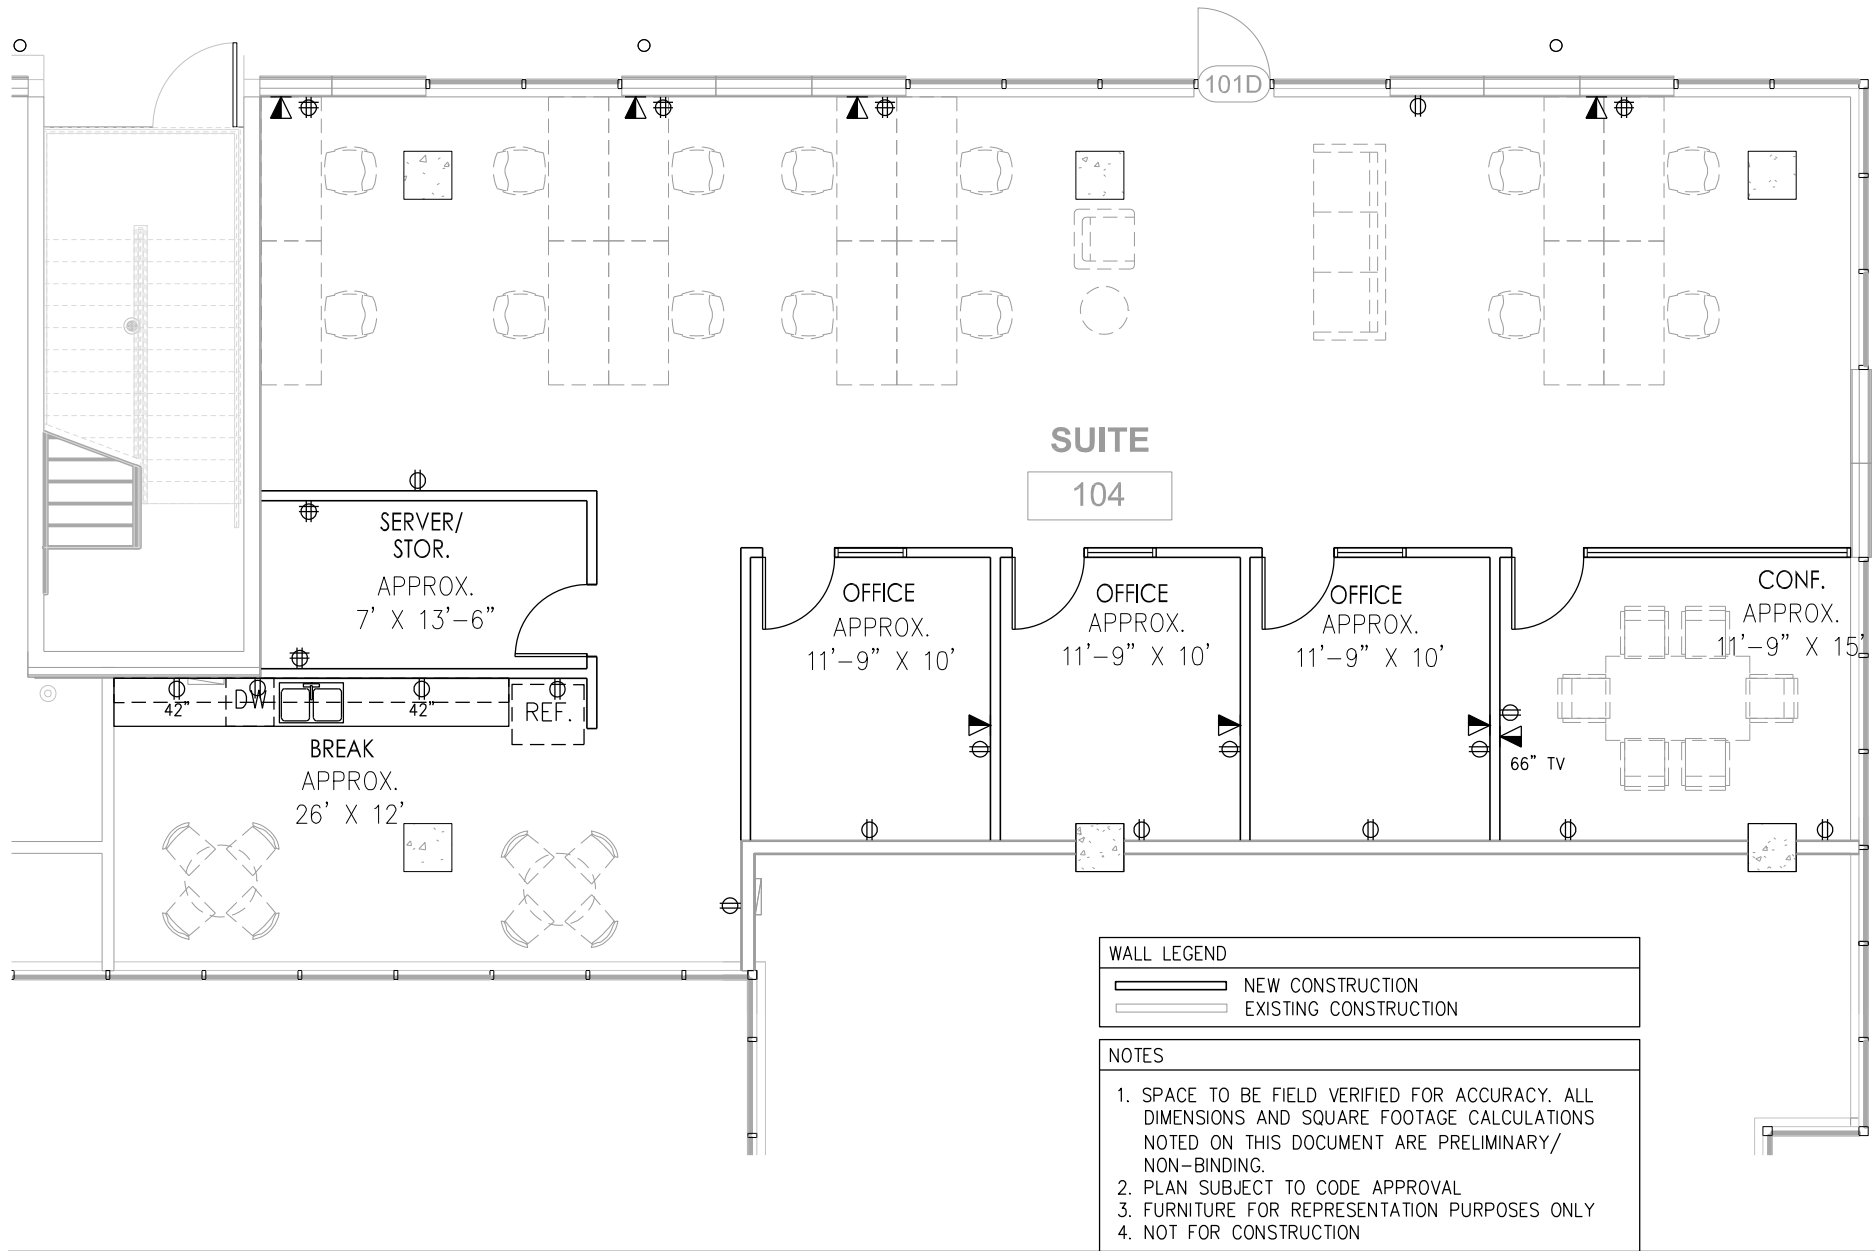 101D
SUITE
104
SERVER/
STOR.
APPROX.
7' X 13'-6"
OFFICE
APPROX.
11'-9" X 10'
OFFICE
APPROX.
11'-9" X 10'
OFFICE
APPROX.
11'-9" X 10'
CONF.
APPROX.
11'-9" X 15'
42"
DW
42"
REF.
BREAK
APPROX.
26' X 12'
66" TV
WALL LEGEND
NEW CONSTRUCTION
EXISTING CONSTRUCTION
NOTES
1. SPACE TO BE FIELD VERIFIED FOR ACCURACY. ALL
DIMENSIONS AND SQUARE FOOTAGE CALCULATIONS
NOTED ON THIS DOCUMENT ARE PRELIMINARY/
NON-BINDING.
2. PLAN SUBJECT TO CODE APPROVAL
3. FURNITURE FOR REPRESENTATION PURPOSES ONLY
4. NOT FOR CONSTRUCTION